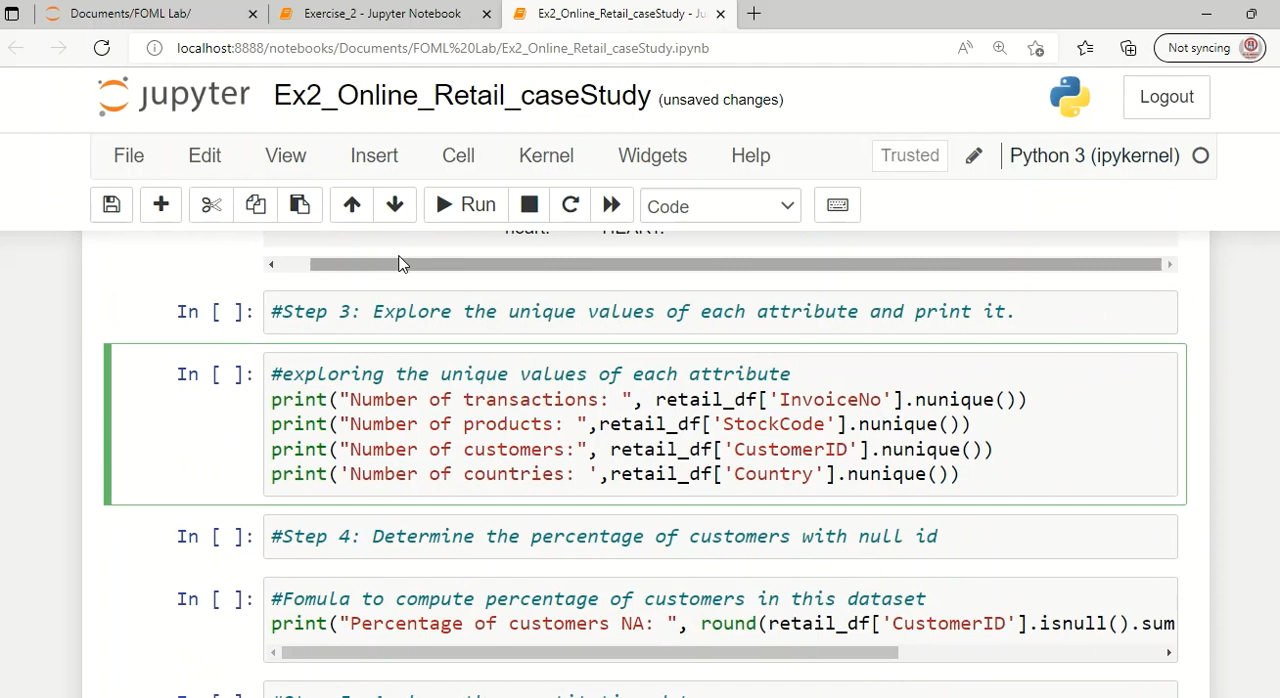 Documents/FOML Lab/
Exercise_2 - Jupyter Notebook
Ex2_Online_Retail_caseStudy - Ju
localhost:8888/notebooks/Documents/FOML%20Lab/Ex2_Online_Retail_caseStudy.ipynb
Not syncing
jupyter Ex2_Online_Retail_caseStudy (unsaved changes)
Logout
File Edit View Insert Cell Kernel Widgets Help
Trusted
Python 3 (ipykernel)
Run
Code
In [ ]: #Step 3: Explore the unique values of each attribute and print it.
In [ ]: #exploring the unique values of each attribute
print("Number of transactions: ", retail_df['InvoiceNo'].nunique())
print("Number of products: ",retail_df['StockCode'].nunique())
print("Number of customers:", retail_df['CustomerID'].nunique())
print('Number of countries: ',retail_df['Country'].nunique())
In [ ]: #Step 4: Determine the percentage of customers with null id
In [ ]: #Fomula to compute percentage of customers in this dataset
print("Percentage of customers NA: ", round(retail_df['CustomerID'].isnull().sum